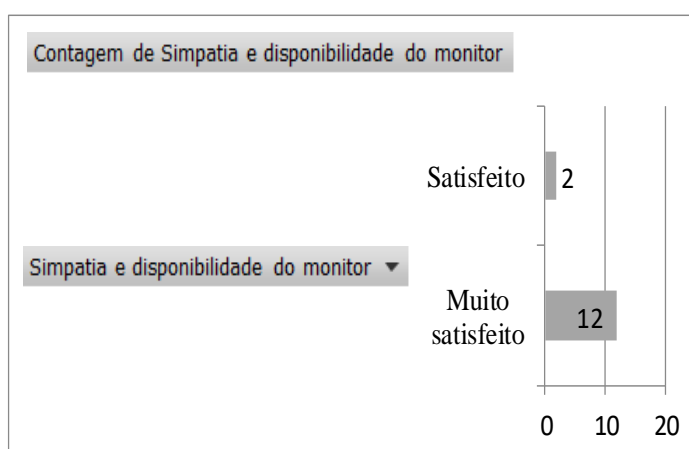 Contagem de Simpatia e disponibilidade do monitor
Satisfeito
2
Simpatia e disponibilidade do monitor
Muito
satisfeito
12
0 10 20